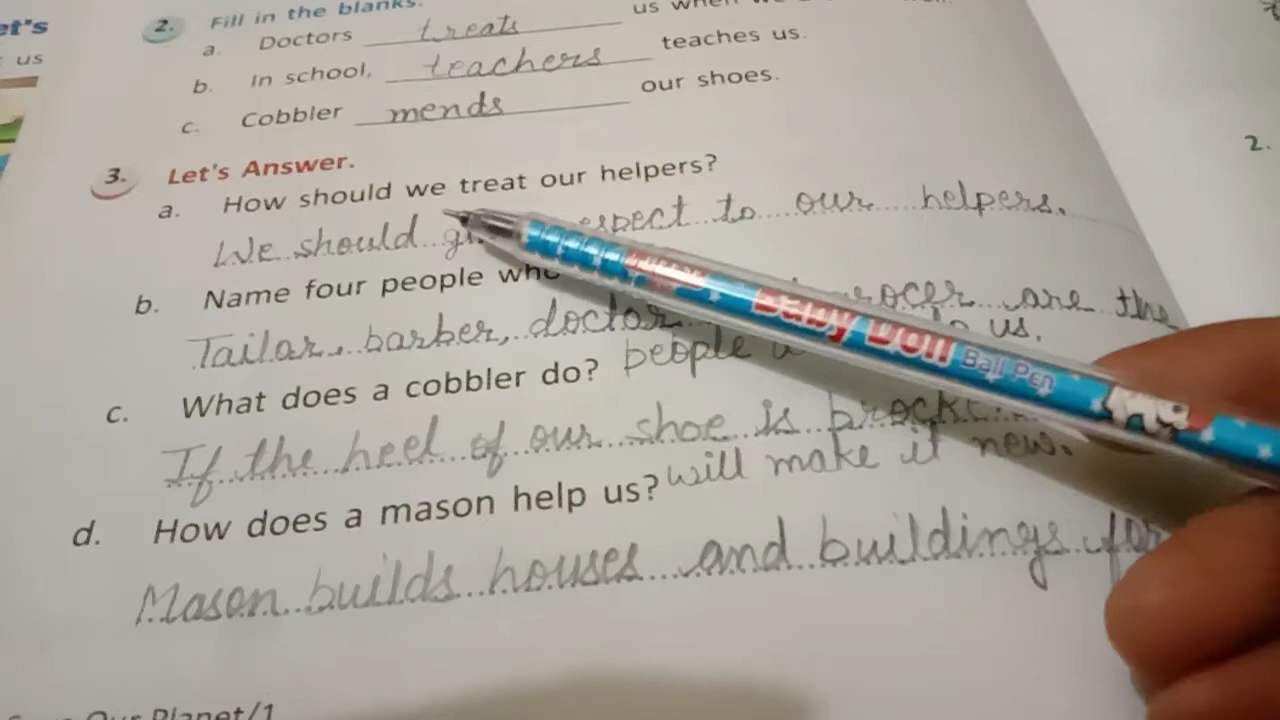 et's
us
2. Fill in the blanks.
a. Doctors treats us when
b. In school, teachers teaches us.
c. Cobbler mends our shoes.
3. Let's Answer.
a. How should we treat our helpers?
We should to our helpers.
b. Name four people
Tailor, barber, doctor are the
people us.
c. What does a cobbler do?
If the heel of our shoe is
will make it new.
d. How does a mason help us?
Mason builds houses and buildings for
Our Planet/1
2.
Baby Doll Ball Pen